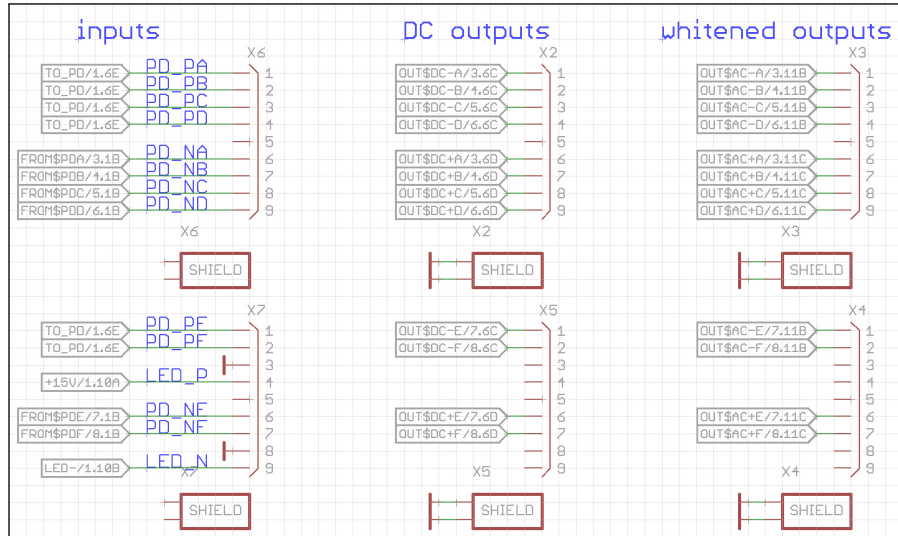 inputs
X6
TO_PD/1.6E PD_PA 1
TO_PD/1.6E PD_PB 2
TO_PD/1.6E PD_PC 3
TO_PD/1.6E PD_PD 4
5
FROM$PDA/3.1B PD_NA 6
FROM$PDB/4.1B PD_NB 7
FROM$PDC/5.1B PD_NC 8
FROM$PDD/6.1B PD_ND 9
X6
SHIELD
DC outputs
X2
OUT$DC-A/3.6C 1
OUT$DC-B/4.6C 2
OUT$DC-C/5.6C 3
OUT$DC-D/6.6C 4
5
OUT$DC+A/3.6D 6
OUT$DC+B/4.6D 7
OUT$DC+C/5.6D 8
OUT$DC+D/6.6D 9
X2
SHIELD
whitened outputs
X3
OUT$AC-A/3.11B 1
OUT$AC-B/4.11B 2
OUT$AC-C/5.11B 3
OUT$AC-D/6.11B 4
5
OUT$AC+A/3.11C 6
OUT$AC+B/4.11C 7
OUT$AC+C/5.11C 8
OUT$AC+D/6.11C 9
X3
SHIELD
X7
TO_PD/1.6E PD_PE 1
TO_PD/1.6E PD_PF 2
3
+15V/1.10A LED_P 4
5
FROM$PDE/7.1B PD_NE 6
FROM$PDF/8.1B PD_NF 7
8
LED-/1.10B LED_N 9
X7
SHIELD
X5
OUT$DC-E/7.6C 1
OUT$DC-F/8.6C 2
3
4
5
OUT$DC+E/7.6D 6
OUT$DC+F/8.6D 7
8
9
X5
SHIELD
X4
OUT$AC-E/7.11B 1
OUT$AC-F/8.11B 2
3
4
5
OUT$AC+E/7.11C 6
OUT$AC+F/8.11C 7
8
9
X4
SHIELD